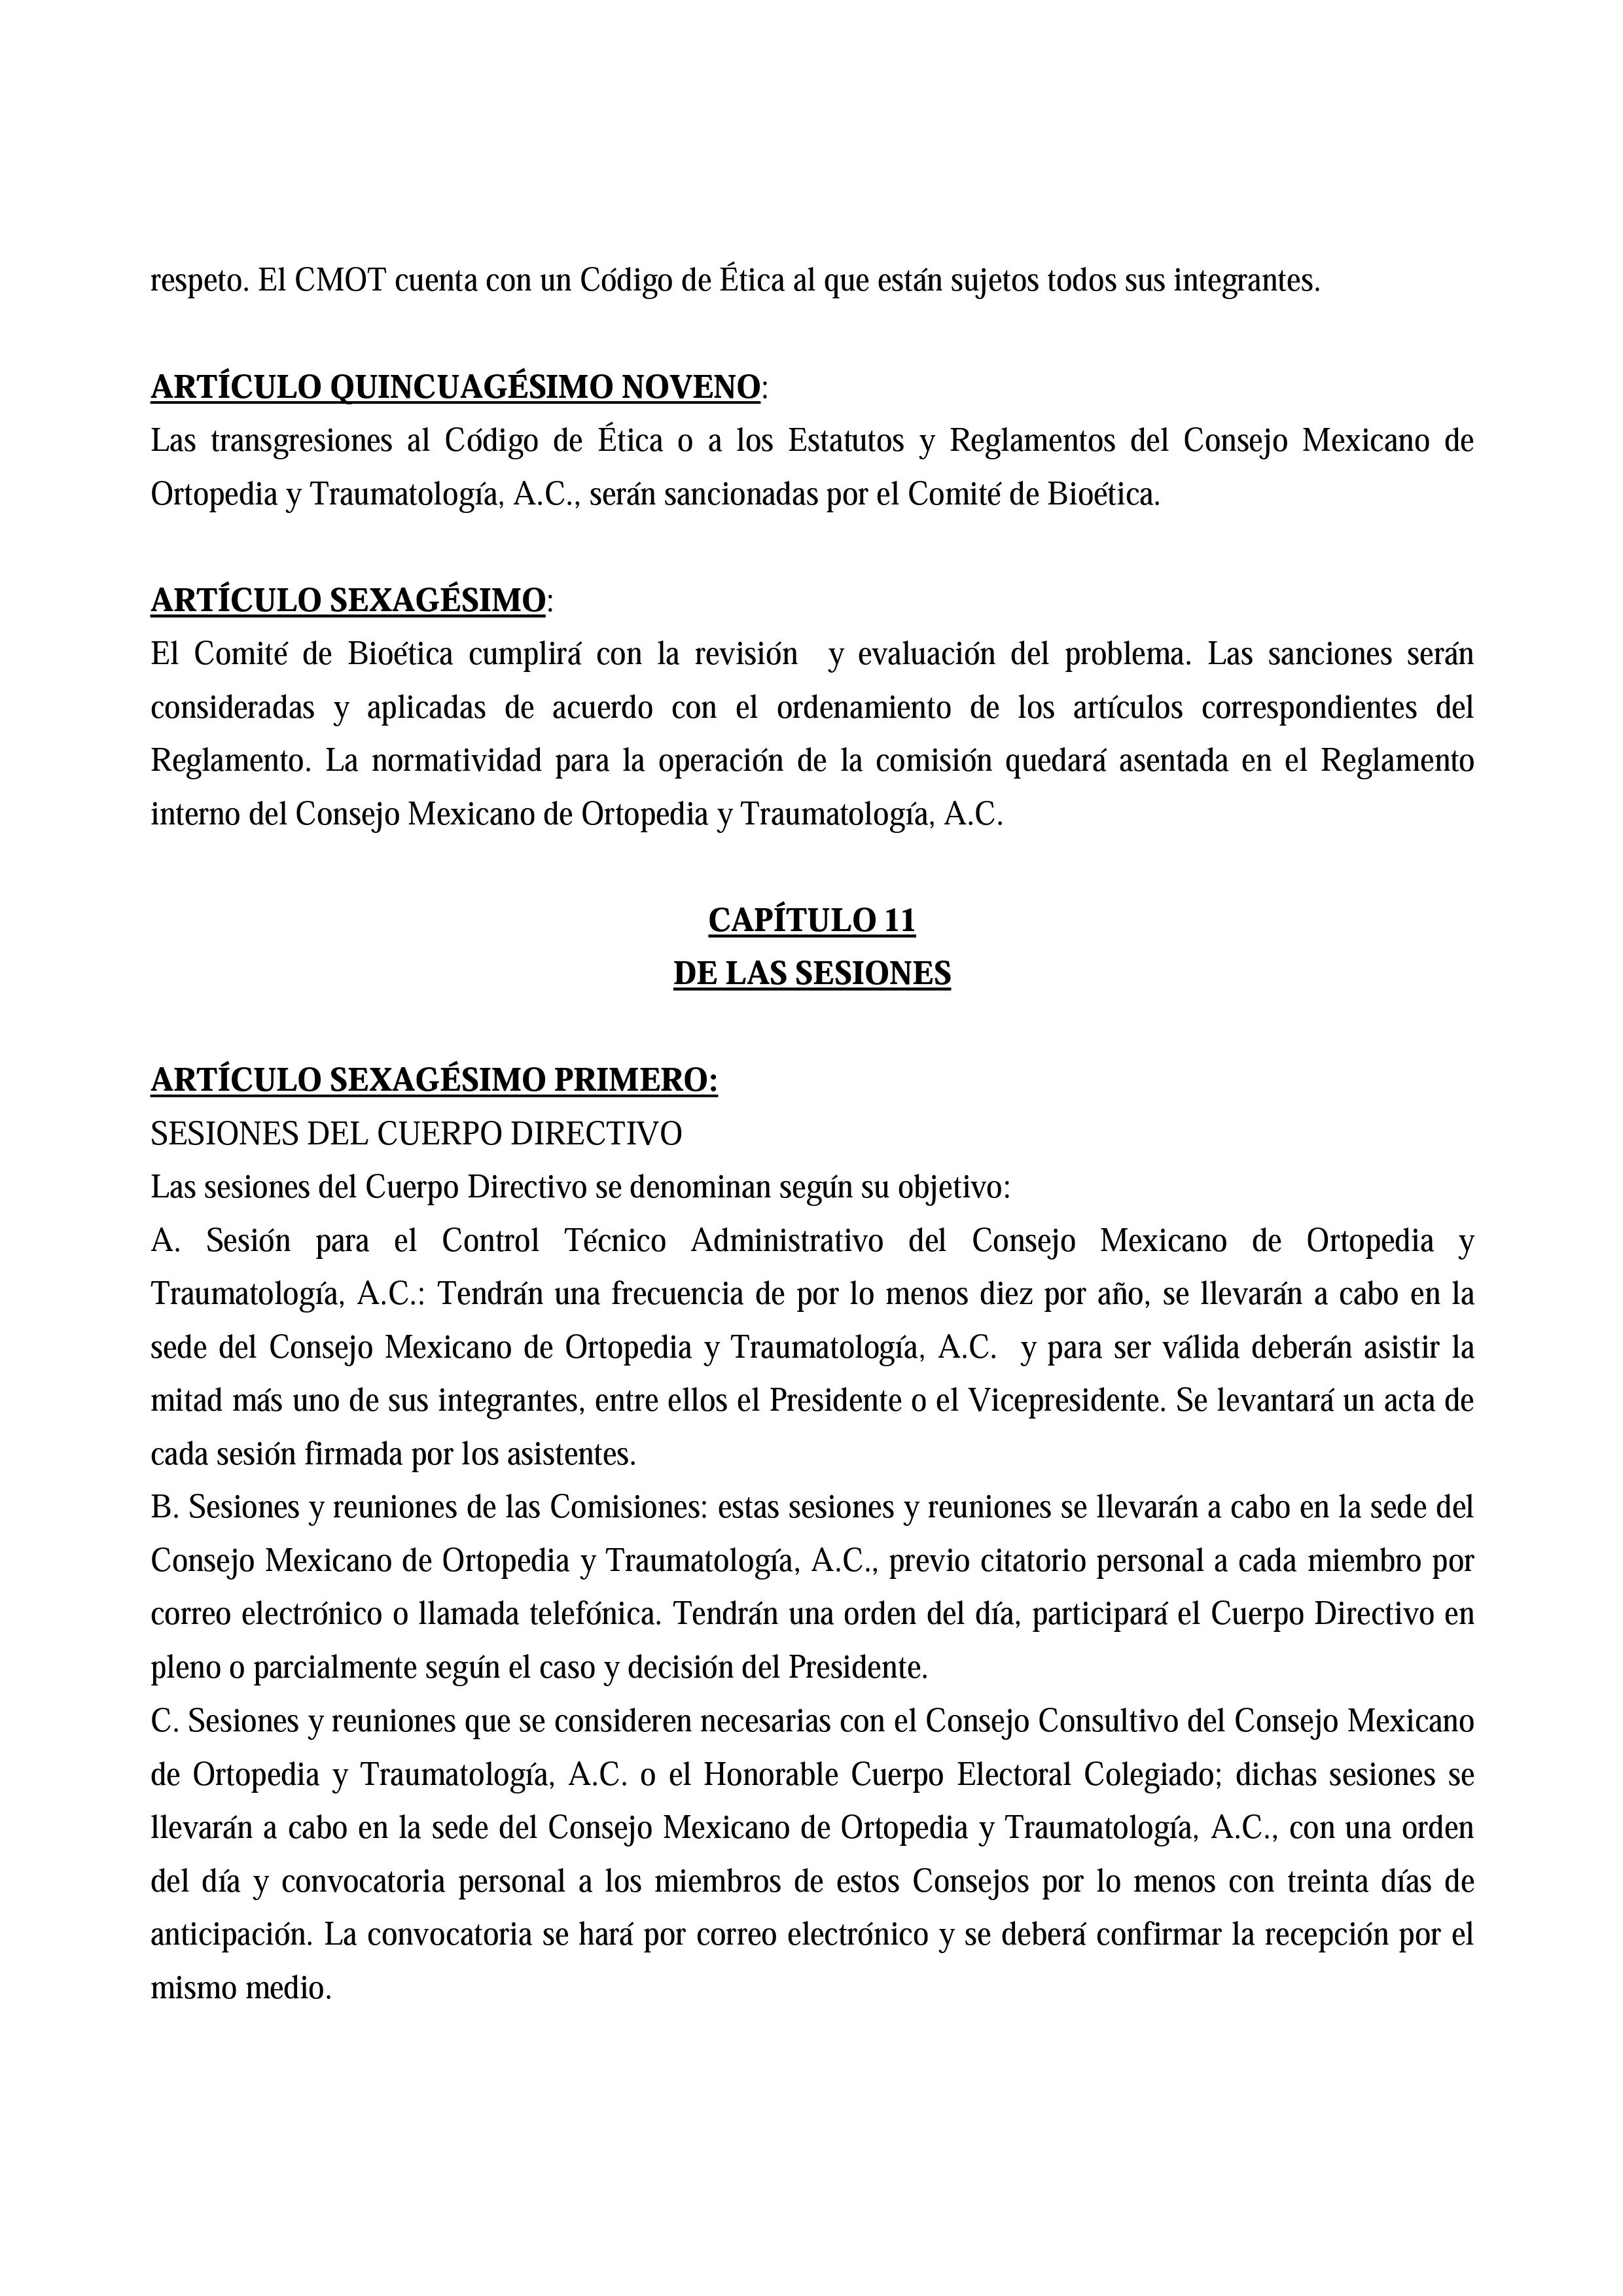 respeto. El CMOT cuenta con un Código de Ética al que están sujetos todos sus integrantes.
ARTÍCULO QUINCUAGÉSIMO NOVENO:
Las transgresiones al Código de Ética o a los Estatutos y Reglamentos del Consejo Mexicano de
Ortopedia y Traumatología, A.C., serán sancionadas por el Comité de Bioética.
ARTÍCULO SEXAGÉSIMO:
El Comité de Bioética cumplirá con la revisión y evaluación del problema. Las sanciones serán
consideradas y aplicadas de acuerdo con el ordenamiento de los artículos correspondientes del
Reglamento. La normatividad para la operación de la comisión quedará asentada en el Reglamento
interno del Consejo Mexicano de Ortopedia y Traumatología, A.C.
CAPÍTULO 11
DE LAS SESIONES
ARTÍCULO SEXAGÉSIMO PRIMERO:
SESIONES DEL CUERPO DIRECTIVO
Las sesiones del Cuerpo Directivo se denominan según su objetivo:
A. Sesión para el Control Técnico Administrativo del Consejo Mexicano de Ortopedia y
Traumatología, A.C.: Tendrán una frecuencia de por lo menos diez por año, se llevarán a cabo en la
sede del Consejo Mexicano de Ortopedia y Traumatología, A.C. y para ser válida deberán asistir la
mitad más uno de sus integrantes, entre ellos el Presidente o el Vicepresidente. Se levantará un acta de
cada sesión firmada por los asistentes.
B. Sesiones y reuniones de las Comisiones: estas sesiones y reuniones se llevarán a cabo en la sede del
Consejo Mexicano de Ortopedia y Traumatología, A.C., previo citatorio personal a cada miembro por
correo electrónico o llamada telefónica. Tendrán una orden del día, participará el Cuerpo Directivo en
pleno o parcialmente según el caso y decisión del Presidente.
C. Sesiones y reuniones que se consideren necesarias con el Consejo Consultivo del Consejo Mexicano
de Ortopedia y Traumatología, A.C. o el Honorable Cuerpo Electoral Colegiado; dichas sesiones se
llevarán a cabo en la sede del Consejo Mexicano de Ortopedia y Traumatología, A.C., con una orden
del día y convocatoria personal a los miembros de estos Consejos por lo menos con treinta días de
anticipación. La convocatoria se hará por correo electrónico y se deberá confirmar la recepción por el
mismo medio.